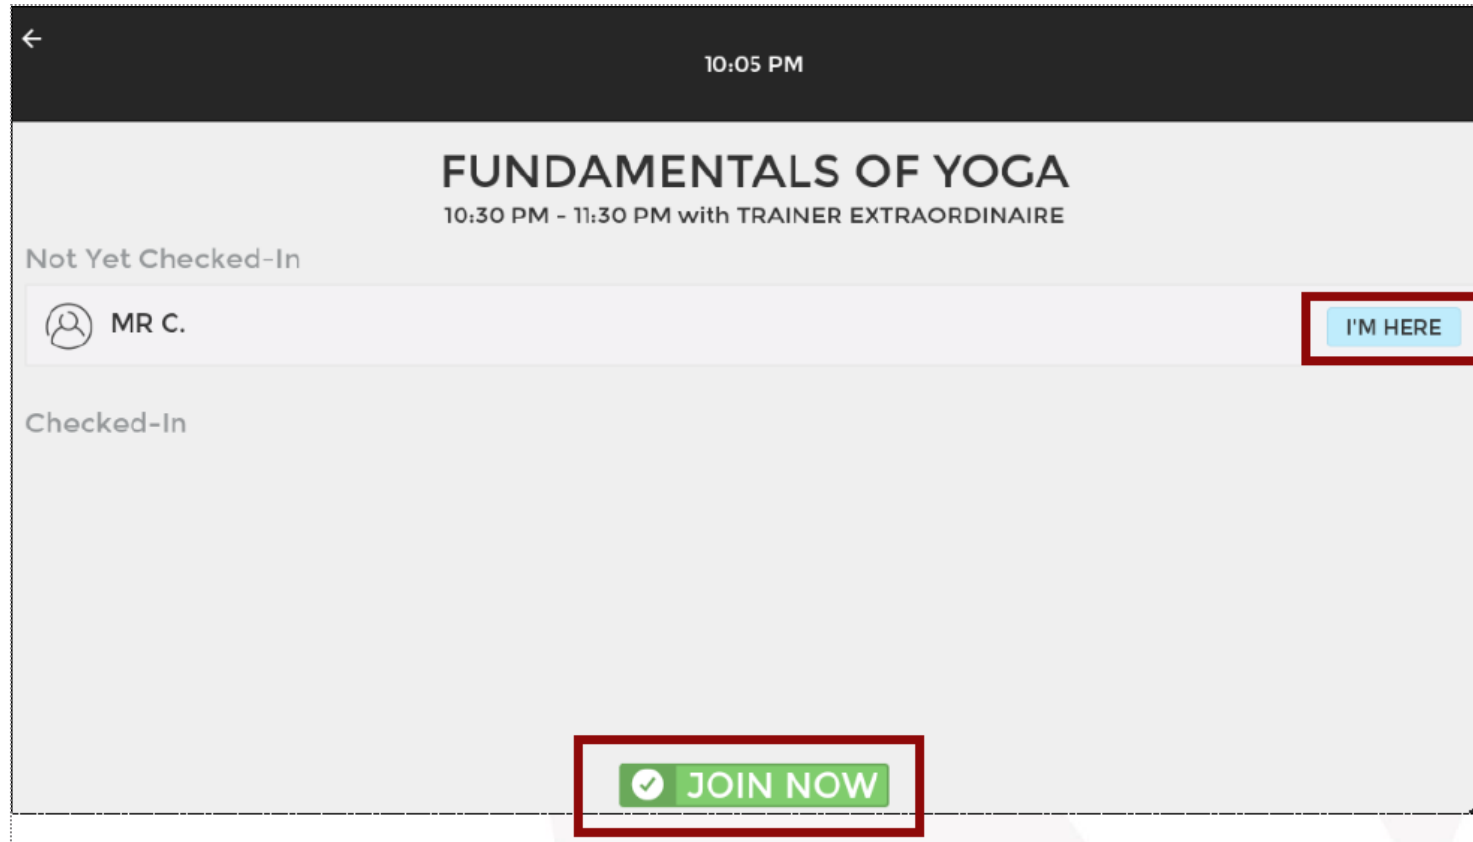 10:05 PM
FUNDAMENTALS OF YOGA
10:30 PM - 11:30 PM with TRAINER EXTRAORDINAIRE
Not Yet Checked-In
MR C.
I'M HERE
Checked-In
JOIN NOW